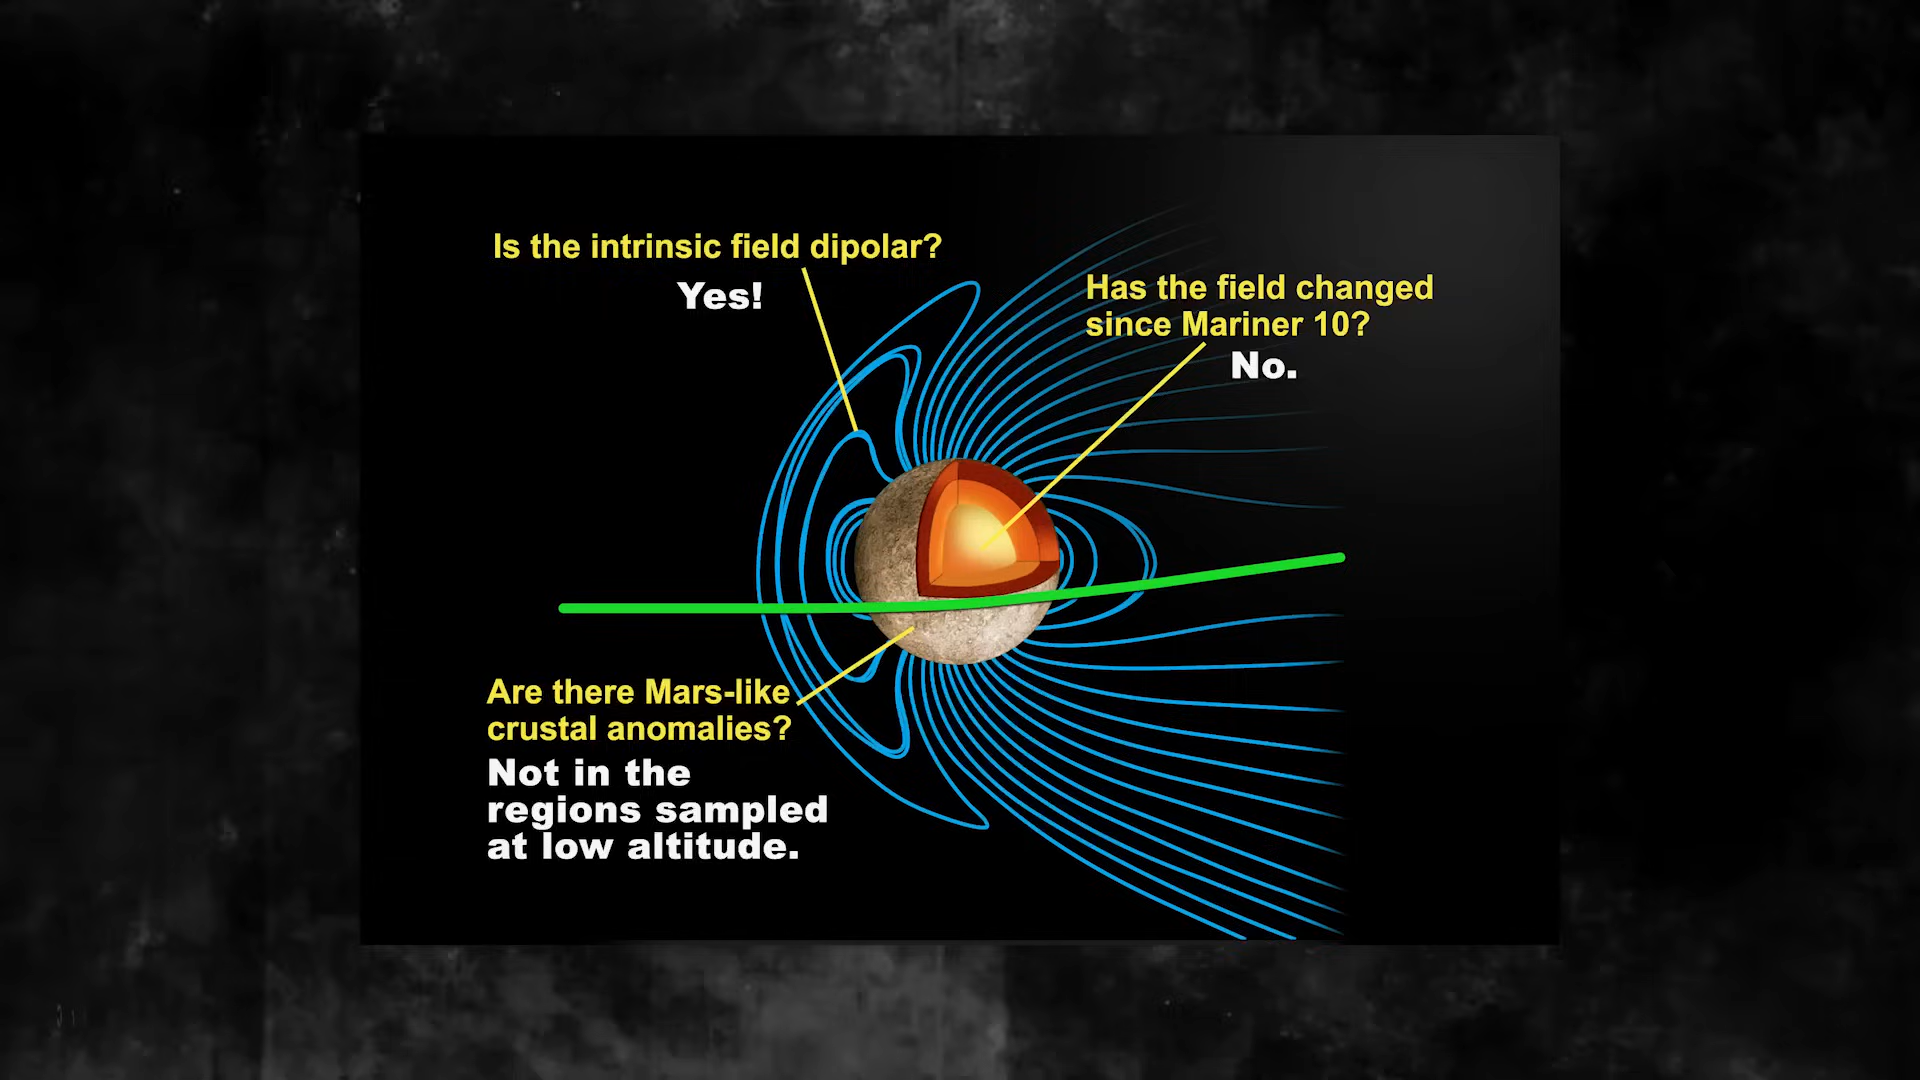 Is the intrinsic field dipolar?
Yes!
Has the field changed
since Mariner 10?
No.
Are there Mars-like
crustal anomalies?
Not in the
regions sampled
at low altitude.